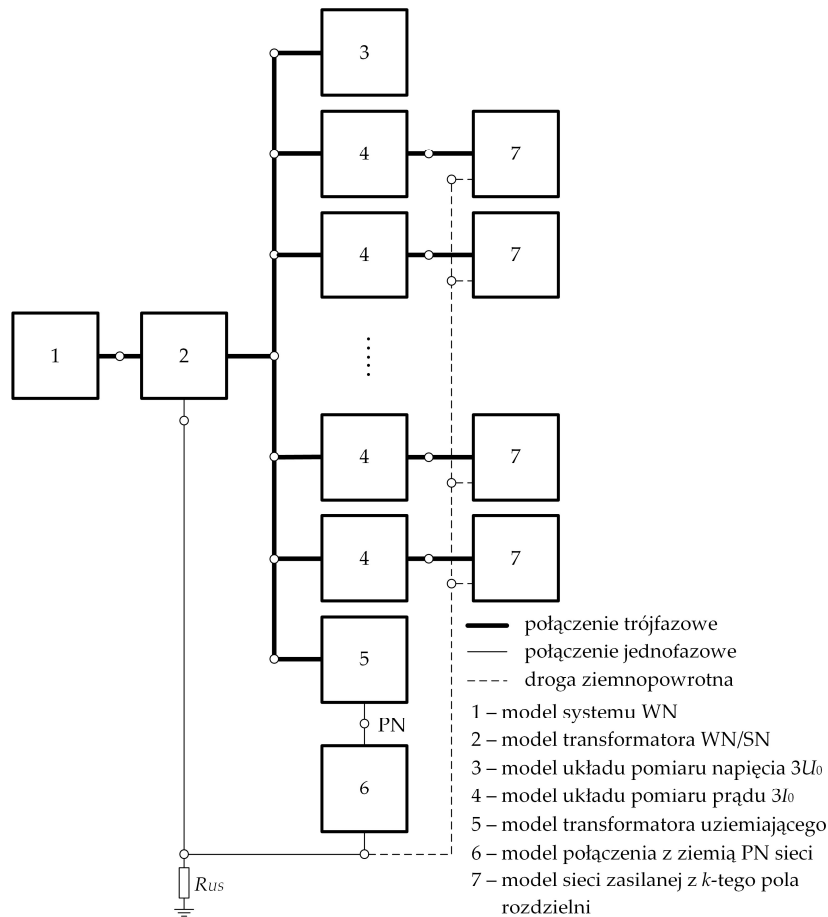 3
4
7
4
7
1
2
4
7
4
7
5
PN
6
Rus
połączenie trójfazowe
połączenie jednofazowe
droga ziemnopowrotna
1 – model systemu WN
2 – model transformatora WN/SN
3 – model układu pomiaru napięcia 3U0
4 – model układu pomiaru prądu 3I0
5 – model transformatora uziemiającego
6 – model połączenia z ziemią PN sieci
7 – model sieci zasilanej z k-tego pola
rozdzielni